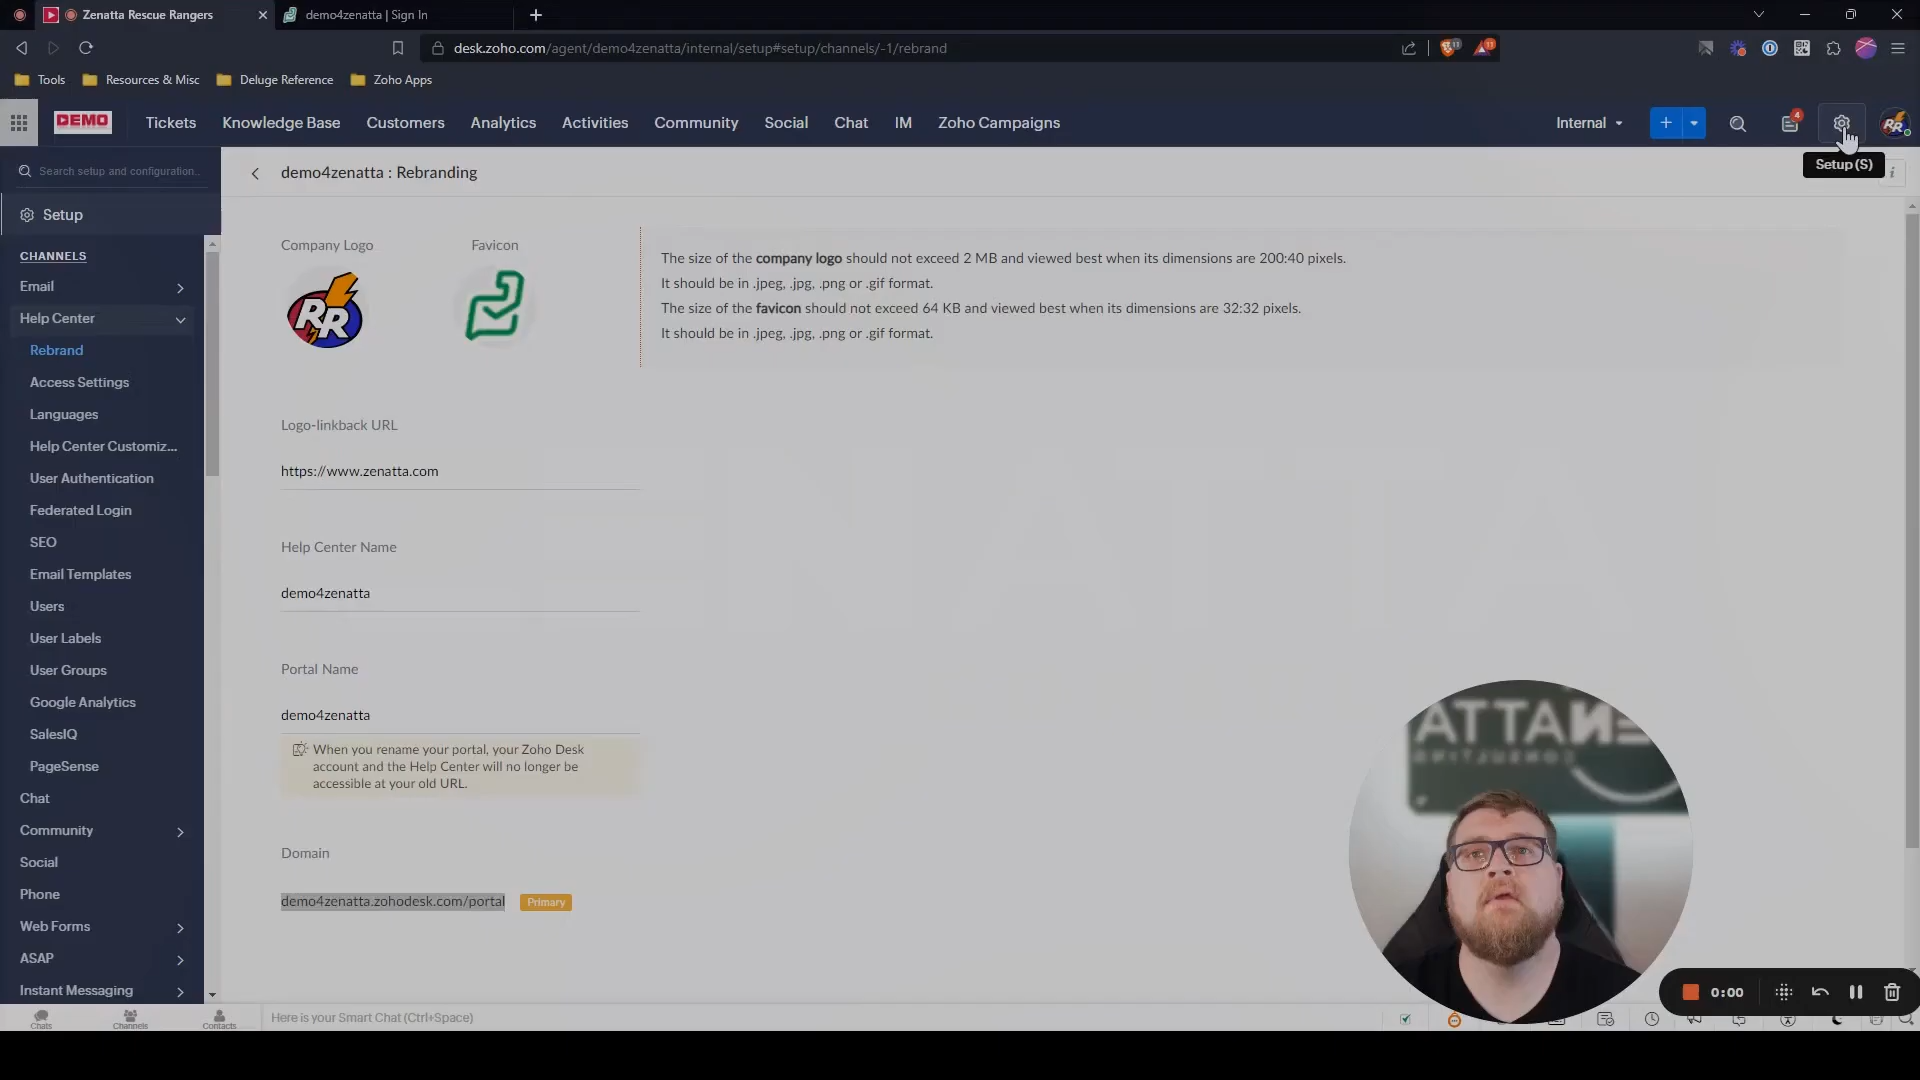 Zenatta Rescue Rangers
demo4zenatta | Sign In
desk.zoho.com/agent/demo4zenatta/internal/setup#setup/channels/-1/rebrand
Tools
Resources & Misc
Deluge Reference
Zoho Apps
DEMO
Tickets
Knowledge Base
Customers
Analytics
Activities
Community
Social
Chat
IM
Zoho Campaigns
Internal
4
RR
Search setup and configuration..
demo4zenatta : Rebranding
Setup (S)
Setup
CHANNELS
Email
Help Center
Rebrand
Access Settings
Languages
Help Center Customiz...
User Authentication
Federated Login
SEO
Email Templates
Users
User Labels
User Groups
Google Analytics
SalesIQ
PageSense
Chat
Community
Social
Phone
Web Forms
ASAP
Instant Messaging
Company Logo
Favicon
RR
The size of the company logo should not exceed 2 MB and viewed best when its dimensions are 200:40 pixels.
It should be in .jpeg, .jpg, .png or .gif format.
The size of the favicon should not exceed 64 KB and viewed best when its dimensions are 32:32 pixels.
It should be in .jpeg, .jpg, .png or .gif format.
Logo-linkback URL
https://www.zenatta.com
Help Center Name
demo4zenatta
Portal Name
demo4zenatta
When you rename your portal, your Zoho Desk
account and the Help Center will no longer be
accessible at your old URL.
Domain
demo4zenatta.zohodesk.com/portal
Primary
0:00
Chats
Channels
Contacts
Here is your Smart Chat (Ctrl+Space)